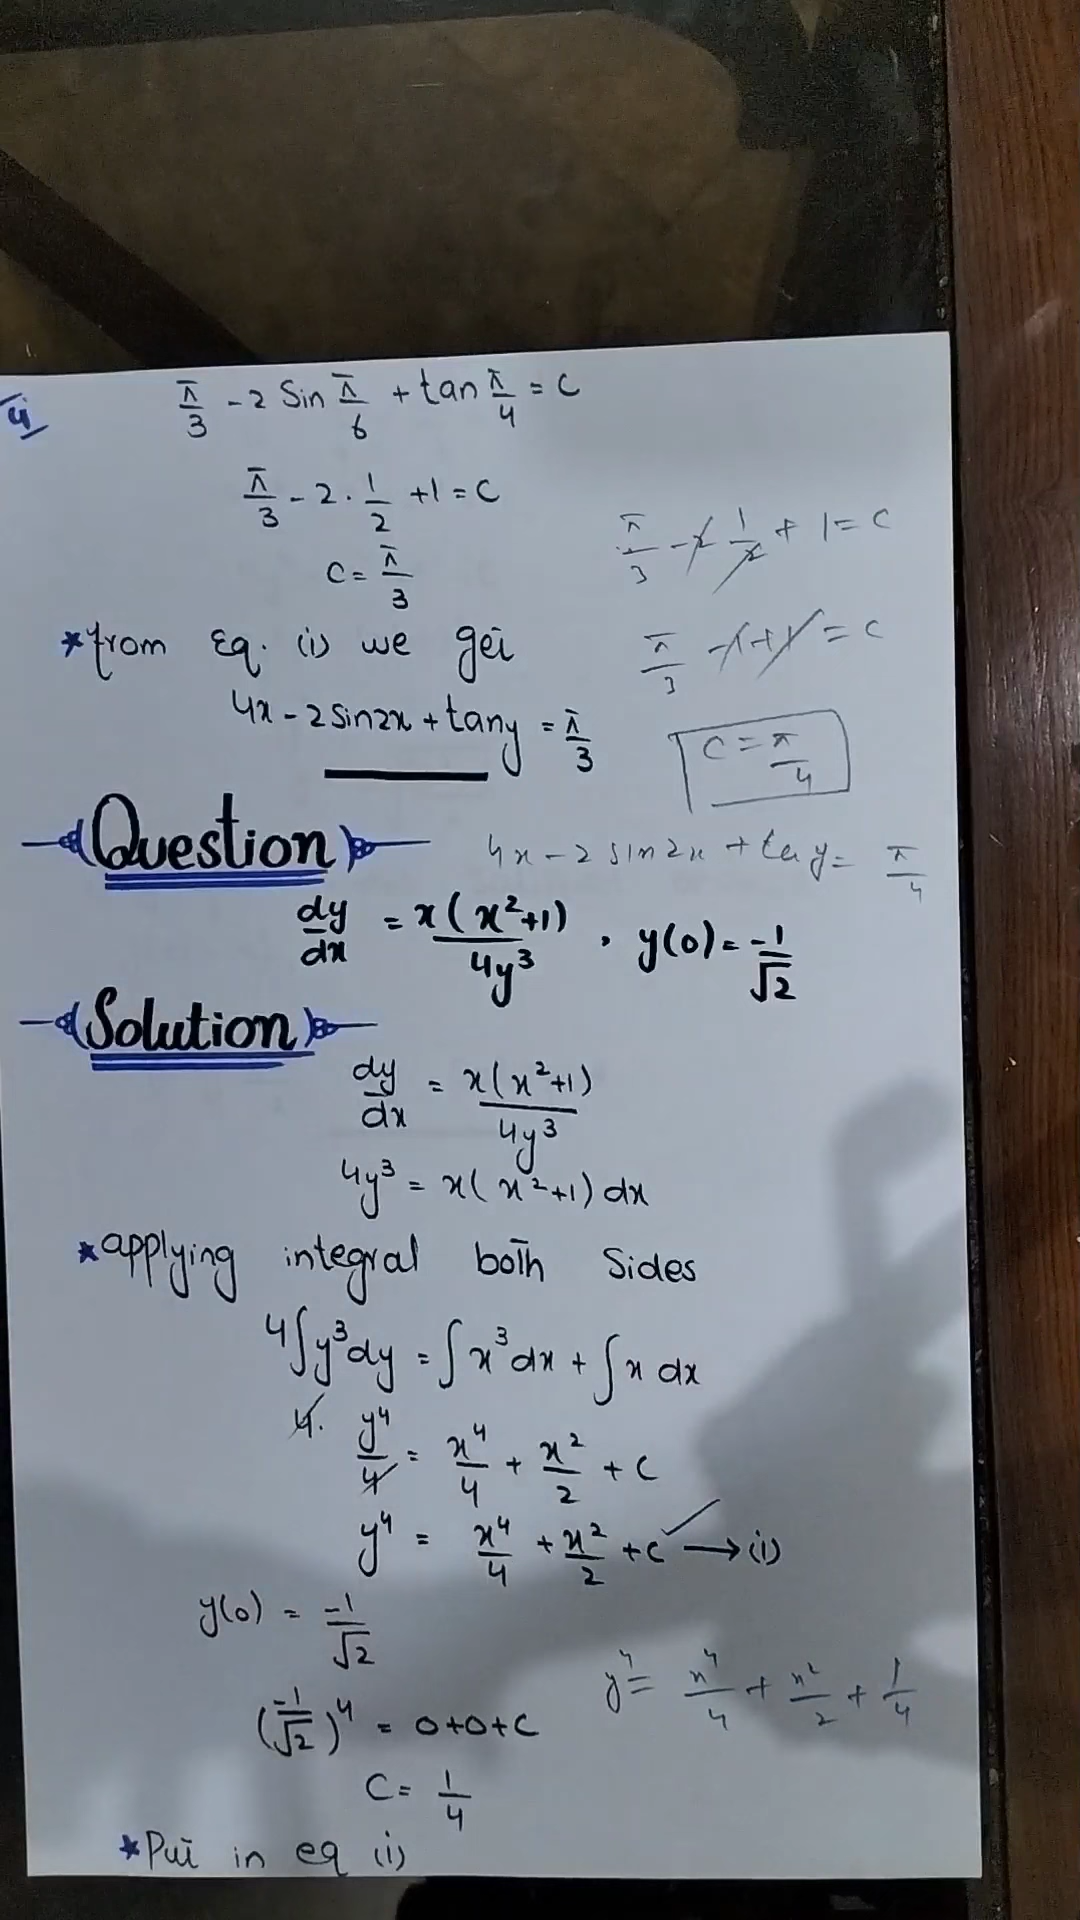 π/3 - 2 Sin π/6 + tan π/4 = C
π/3 - 2 . 1/2 + 1 = C
C = π/3
π/3 - 2 1/2 + 1 = C
*from Eq. (i) we get
π/3 - 1 + 1 = C
4x - 2 sin2x + tany = π/3
C = π/4
Question
4x - 2 sin 2x + tan y = π/4
dy/dx = x(x²+1)/4y³ , y(0) = -1/√2
Solution
dy/dx = x(x²+1)/4y³
4y³ = x(x²+1) dx
*applying integral both Sides
4∫y³dy = ∫x³dx + ∫x dx
4. y⁴/4 = x⁴/4 + x²/2 + C
y⁴ = x⁴/4 + x²/2 + C → (i)
y(0) = -1/√2
y⁴ = x⁴/4 + x²/2 + 1/4
(-1/√2)⁴ = 0+0+C
C = 1/4
*Put in eq (i)